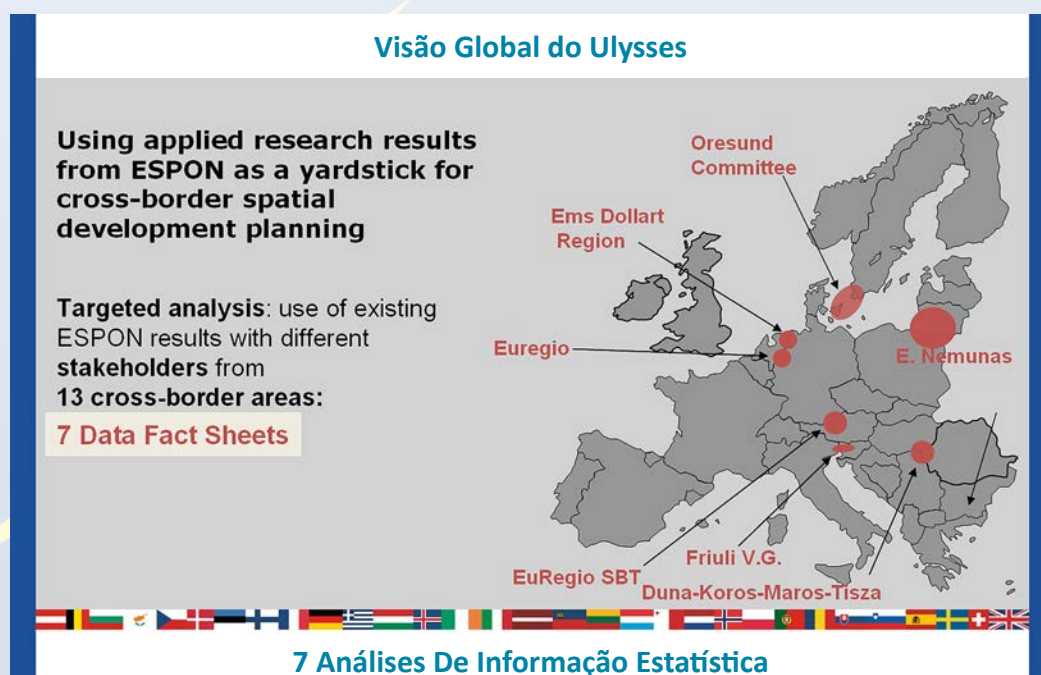 Visão Global do Ulysses
Using applied research results
from ESPON as a yardstick for
cross-border spatial
development planning
Targeted analysis: use of existing
ESPON results with different
stakeholders from
13 cross-border areas:
7 Data Fact Sheets
Oresund
Committee
Ems Dollart
Region
Euregio
E. Nemunas
EuRegio SBT
Friuli V.G.
Duna-Koros-Maros-Tisza
7 Análises De Informação Estatística